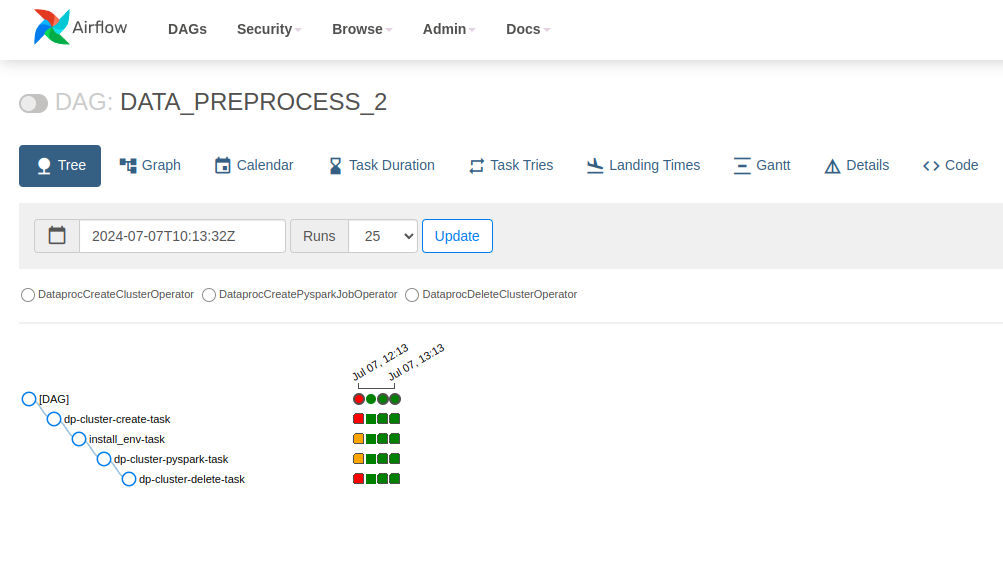 Airflow DAGs Security Browse Admin Docs
DAG: DATA_PREPROCESS_2
Tree Graph Calendar Task Duration Task Tries Landing Times Gantt Details Code
2024-07-07T10:13:32Z Runs 25 Update
DataprocCreateClusterOperator DataprocCreatePysparkJobOperator DataprocDeleteClusterOperator
Jul 07, 12:13
Jul 07, 13:13
[DAG]
dp-cluster-create-task
install_env-task
dp-cluster-pyspark-task
dp-cluster-delete-task